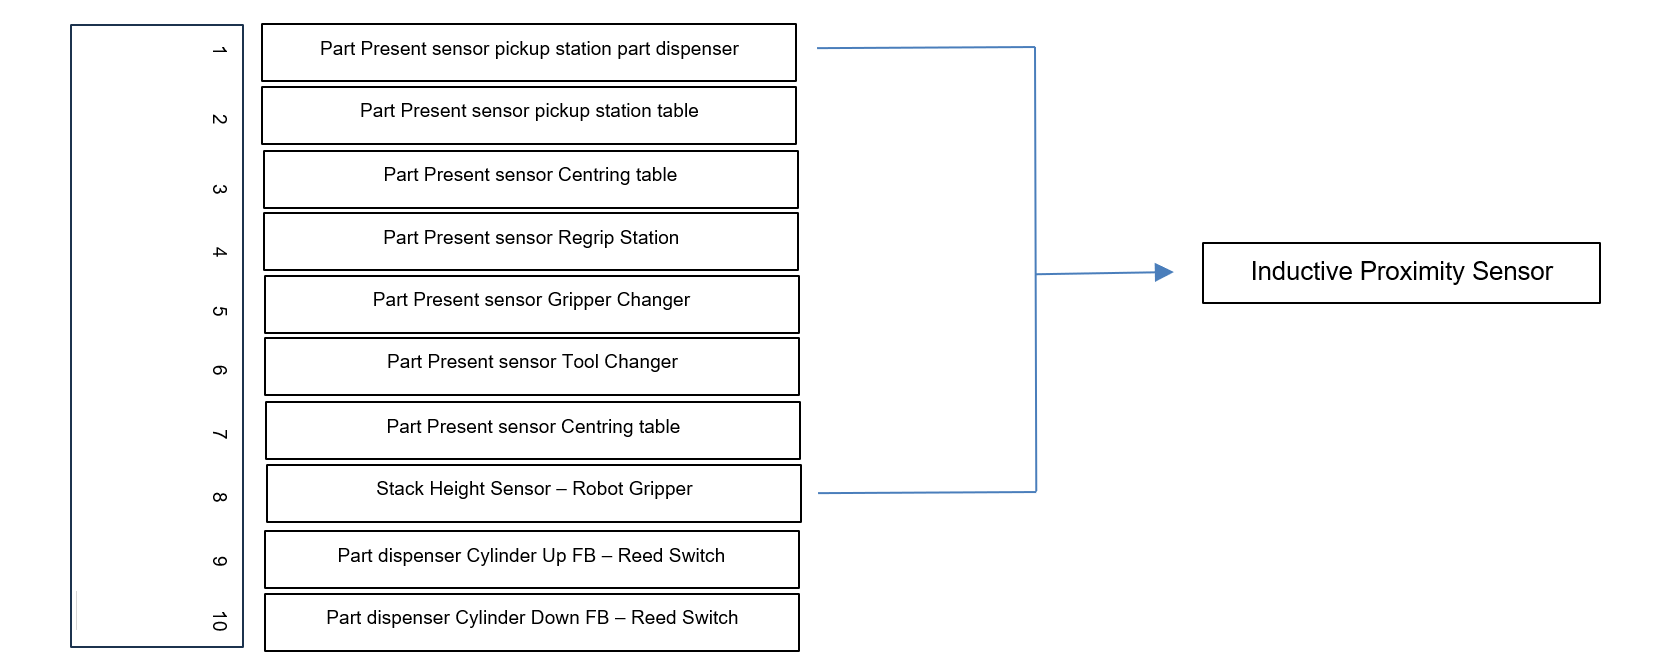 1
Part Present sensor pickup station part dispenser
2
Part Present sensor pickup station table
3
Part Present sensor Centring table
4
Part Present sensor Regrip Station
5
Part Present sensor Gripper Changer
6
Part Present sensor Tool Changer
7
Part Present sensor Centring table
8
Stack Height Sensor – Robot Gripper
9
Part dispenser Cylinder Up FB – Reed Switch
10
Part dispenser Cylinder Down FB – Reed Switch
Inductive Proximity Sensor